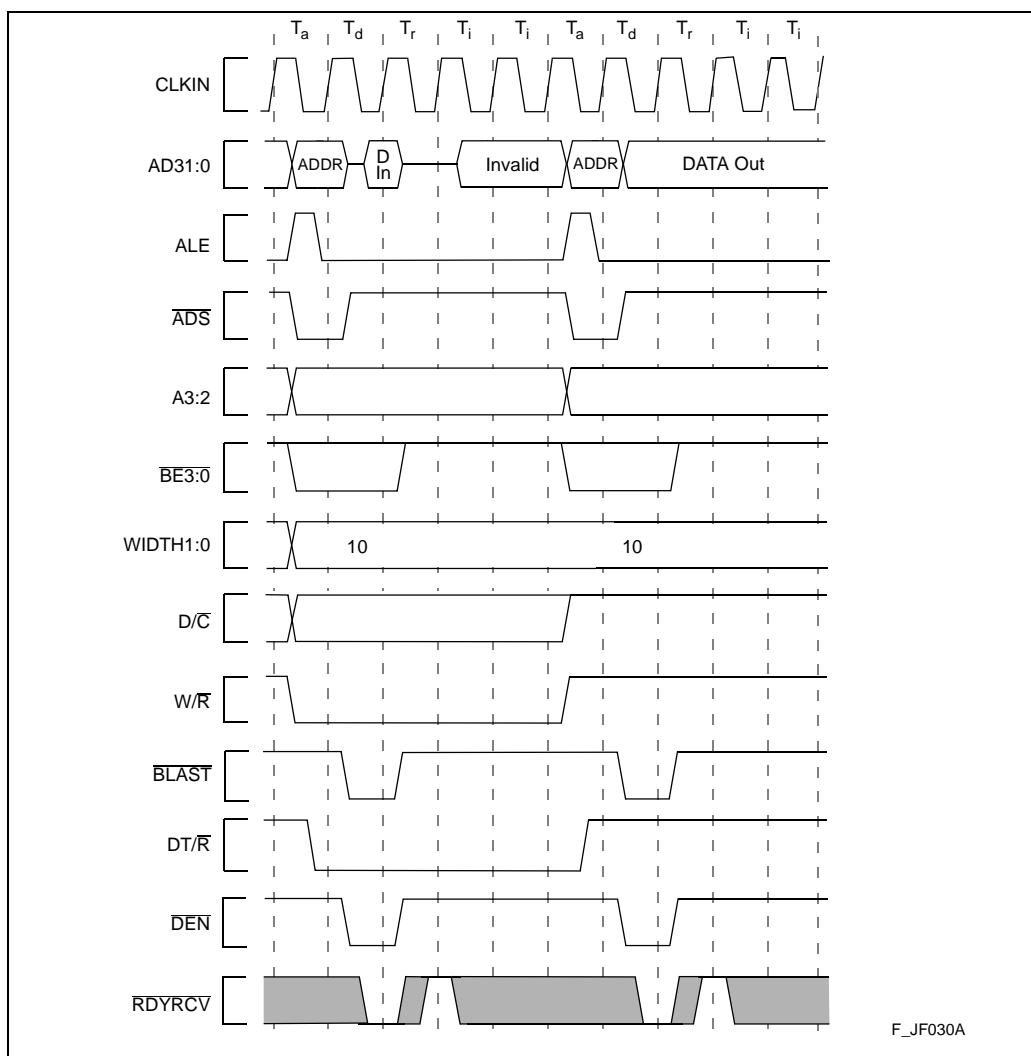 Ta Td Tr Ti Ti Ta Td Tr Ti Ti
CLKIN
AD31:0 ADDR D In Invalid ADDR DATA Out
ALE
ADS
A3:2
BE3:0
WIDTH1:0 10 10
D/C
W/R
BLAST
DT/R
DEN
RDYRCV
F_JF030A